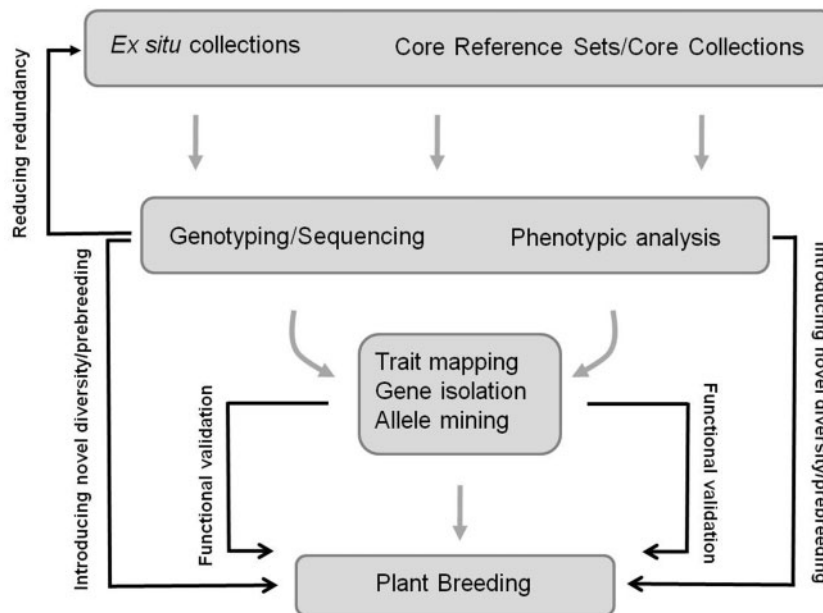 Ex situ collections
Core Reference Sets/Core Collections
Reducing redundancy
Genotyping/Sequencing
Phenotypic analysis
Introducing novel diversity/prebreeding
Introducing novel diversity/prebreeding
Trait mapping
Gene isolation
Allele mining
Functional validation
Functional validation
Plant Breeding